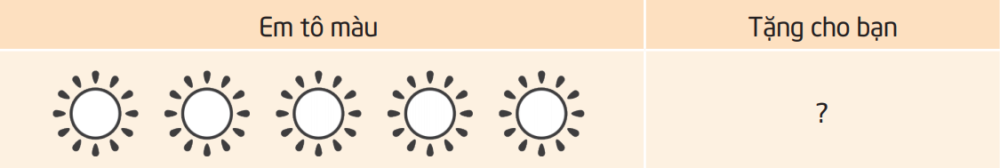 Em tô màu
Tặng cho bạn
?